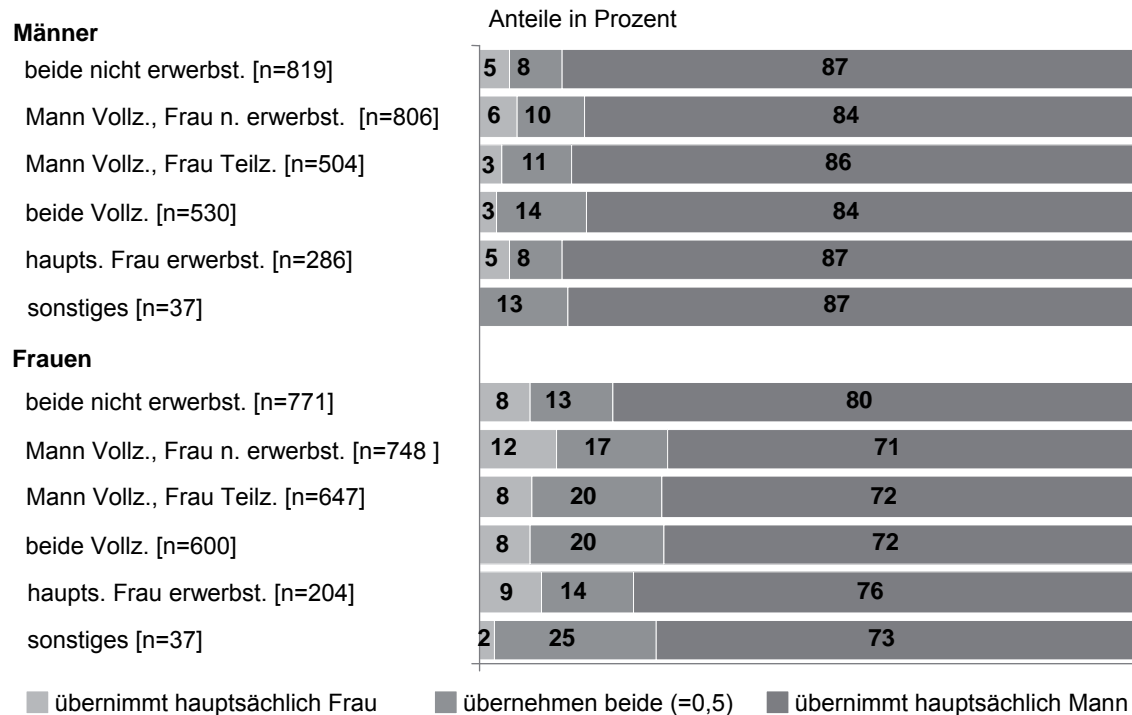 Anteile in Prozent
Männer
beide nicht erwerbst. [n=819] 5 8 87
Mann Vollz., Frau n. erwerbst. [n=806] 6 10 84
Mann Vollz., Frau Teilz. [n=504] 3 11 86
beide Vollz. [n=530] 3 14 84
haupts. Frau erwerbst. [n=286] 5 8 87
sonstiges [n=37] 13 87
Frauen
beide nicht erwerbst. [n=771] 8 13 80
Mann Vollz., Frau n. erwerbst. [n=748 ] 12 17 71
Mann Vollz., Frau Teilz. [n=647] 8 20 72
beide Vollz. [n=600] 8 20 72
haupts. Frau erwerbst. [n=204] 9 14 76
sonstiges [n=37] 2 25 73
übernimmt hauptsächlich Frau übernehmen beide (=0,5) übernimmt hauptsächlich Mann